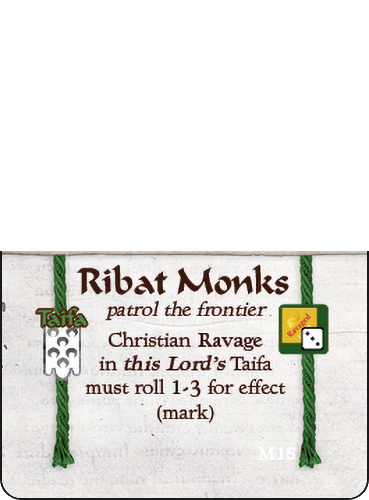 Ribat Monks
patrol the frontier
Taifa
Ravaged
Christian Ravage
in this Lord's Taifa
must roll 1-3 for effect
(mark)
M18